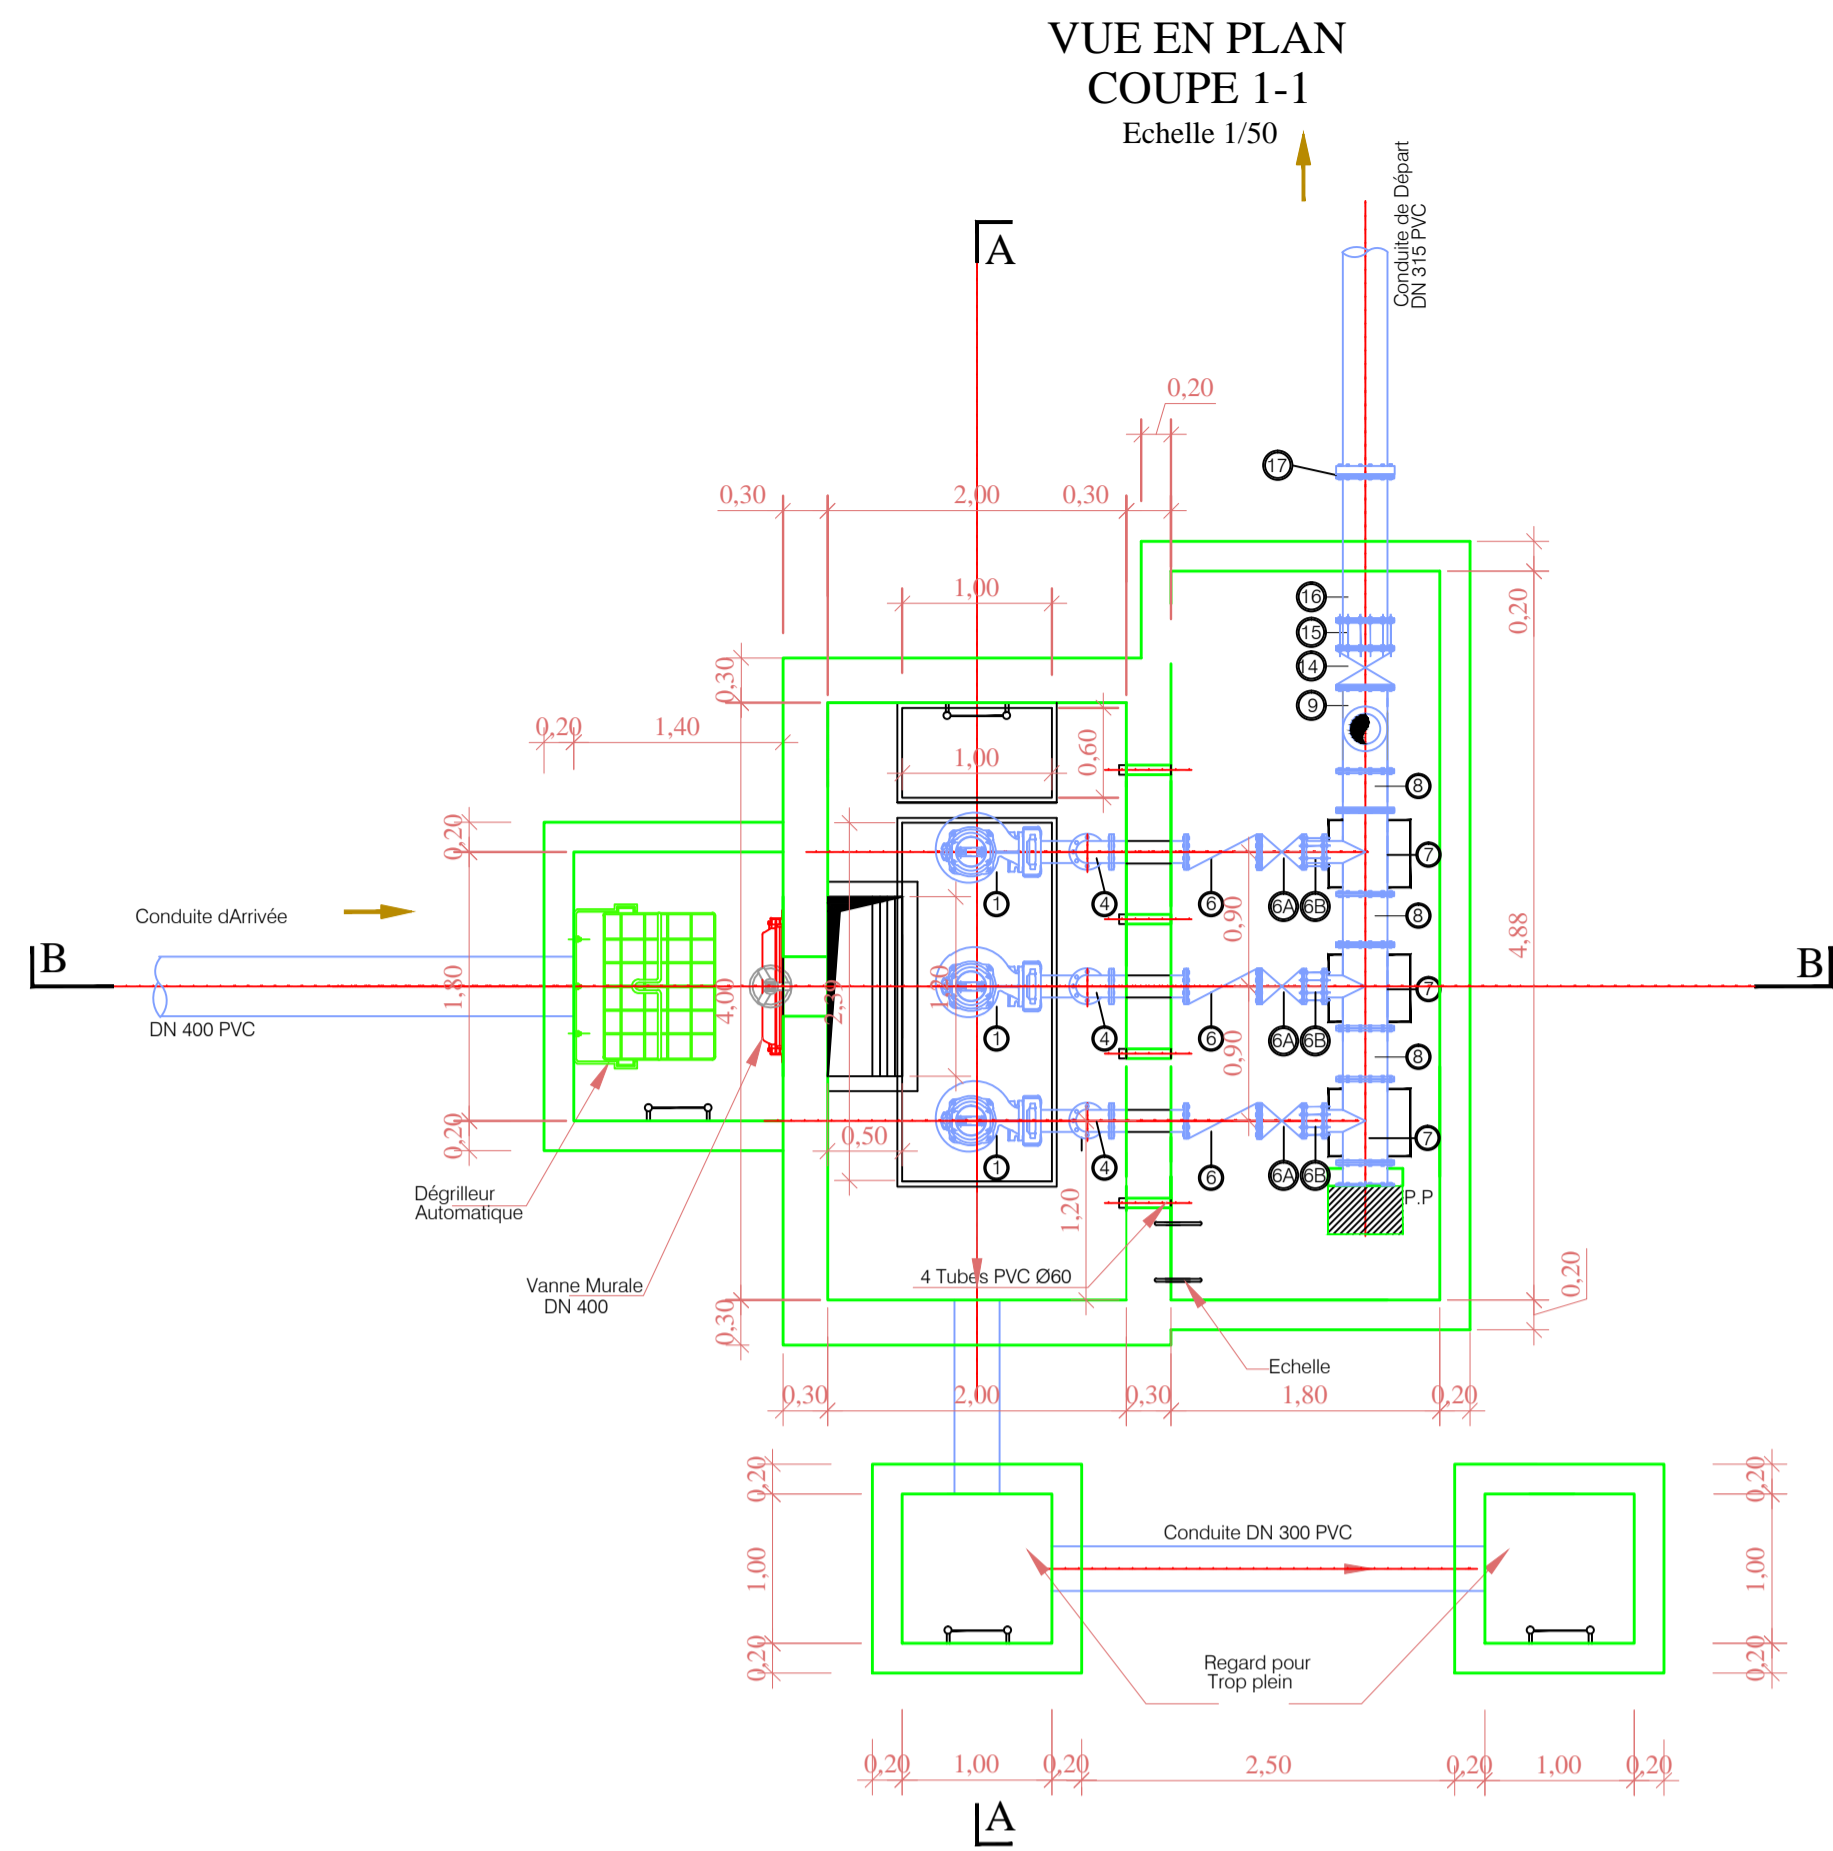 VUE EN PLAN
COUPE 1-1
Echelle 1/50
Conduite de Départ
DN 315 PVC
A
0,20
17
0,30
2,00
0,30
1,00
16
0,20
15
14
9
0,30
0,20
1,40
0,60
1,00
8
0,20
7
1
4
6
6A
6B
0,90
8
Conduite dArrivée
B
1,80
4,00
2,39
1,20
4,88
B
7
DN 400 PVC
1
4
6
6A
6B
0,90
8
0,20
0,50
7
1
4
6
6A
6B
Dégrilleur
Automatique
P.P
1,20
4 Tubes PVC Ø60
0,20
Vanne Murale
DN 400
0,30
Echelle
0,30
2,00
0,30
1,80
0,20
0,20
0,20
Conduite DN 300 PVC
1,00
1,00
0,20
0,20
Regard pour
Trop plein
0,20
1,00
0,20
2,50
0,20
1,00
0,20
A